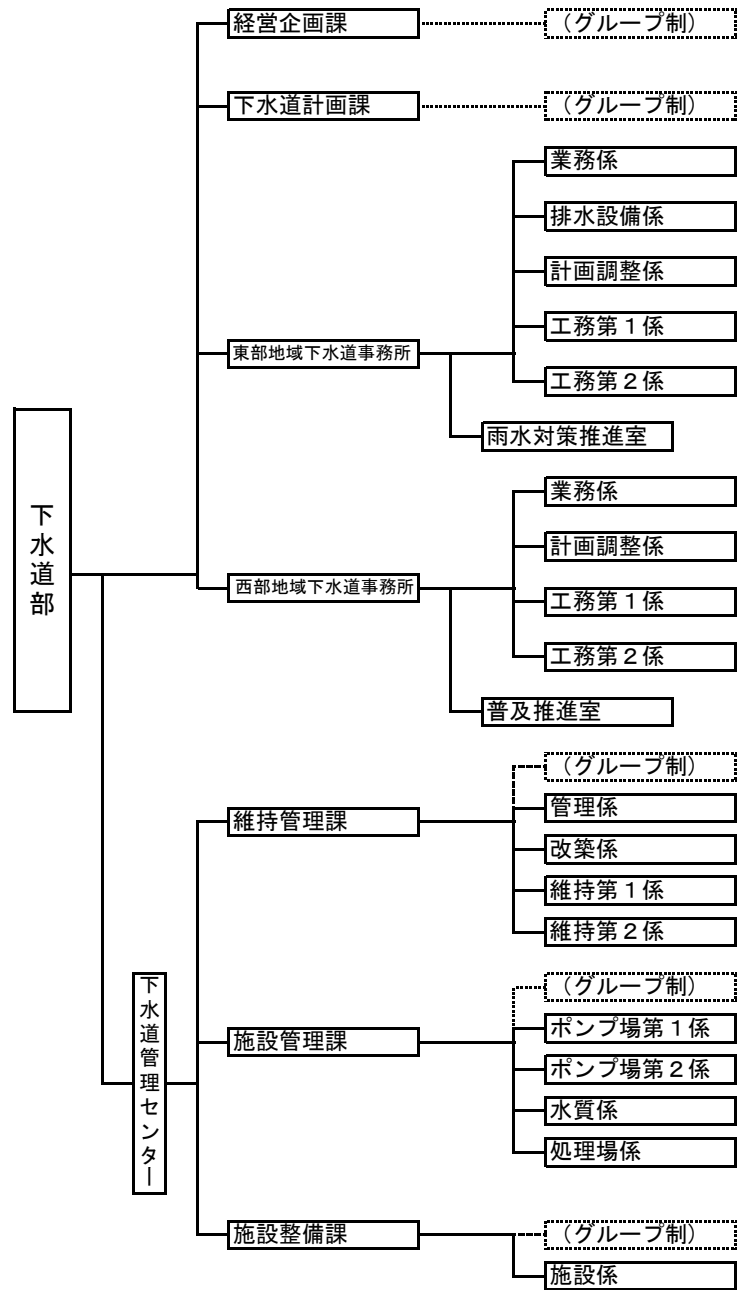 経営企画課
（グループ制）
下水道計画課
（グループ制）
業務係
排水設備係
計画調整係
工務第１係
東部地域下水道事務所
工務第２係
雨水対策推進室
業務係
下水道部
計画調整係
西部地域下水道事務所
工務第１係
工務第２係
普及推進室
（グループ制）
管理係
維持管理課
改築係
維持第１係
維持第２係
下水道管理センター
（グループ制）
ポンプ場第１係
施設管理課
ポンプ場第２係
水質係
処理場係
施設整備課
（グループ制）
施設係